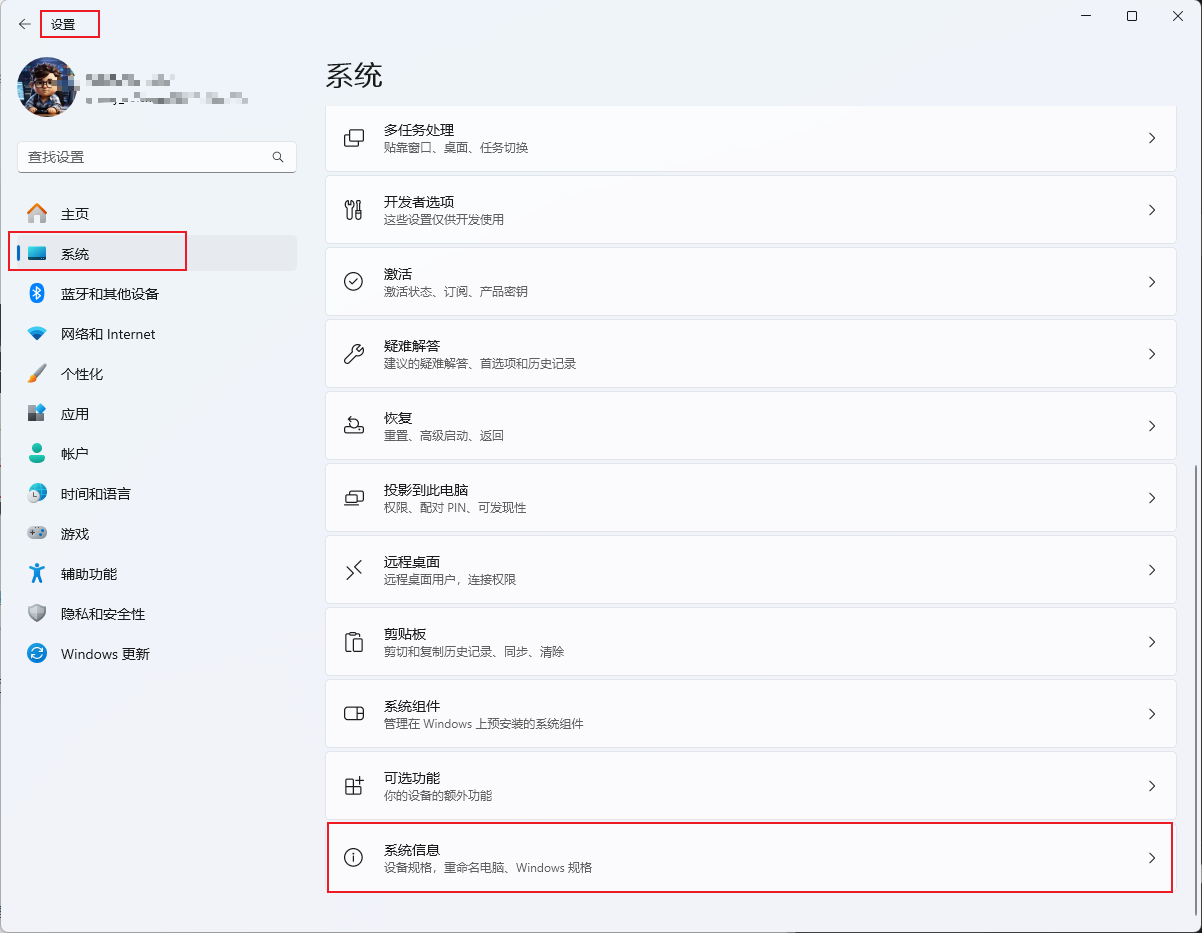 设置
系统
查找设置
主页
系统
蓝牙和其他设备
网络和 Internet
个性化
应用
帐户
时间和语言
游戏
辅助功能
隐私和安全性
Windows 更新
多任务处理
贴靠窗口、桌面、任务切换
开发者选项
这些设置仅供开发使用
激活
激活状态、订阅、产品密钥
疑难解答
建议的疑难解答、首选项和历史记录
恢复
重置、高级启动、返回
投影到此电脑
权限、配对 PIN、可发现性
远程桌面
远程桌面用户，连接权限
剪贴板
剪切和复制历史记录、同步、清除
系统组件
管理在 Windows 上预安装的系统组件
可选功能
你的设备的额外功能
系统信息
设备规格，重命名电脑、Windows 规格